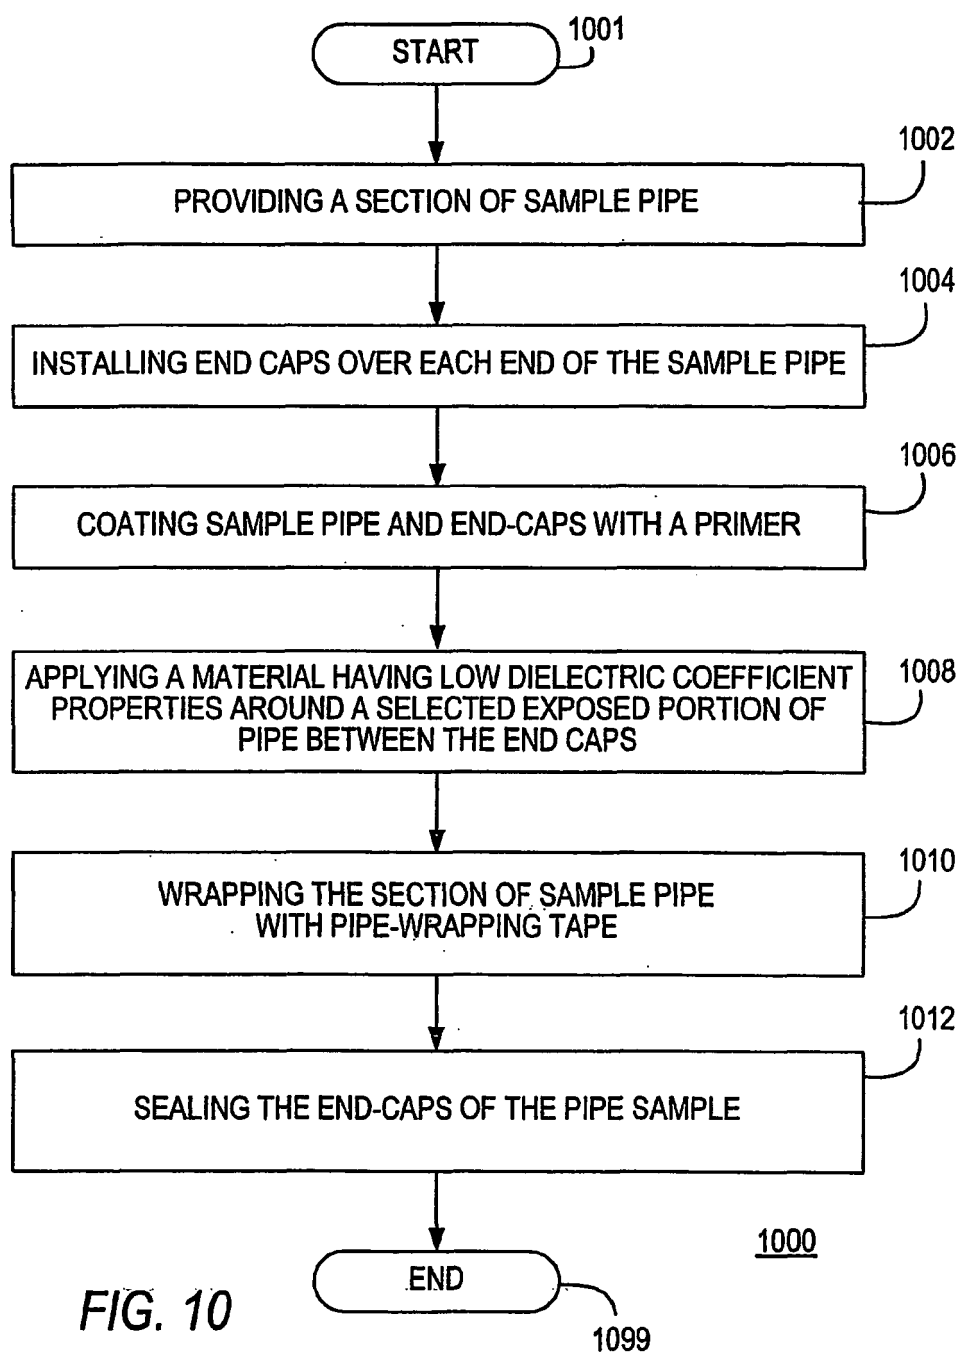 START
1001
1002
PROVIDING A SECTION OF SAMPLE PIPE
1004
INSTALLING END CAPS OVER EACH END OF THE SAMPLE PIPE
1006
COATING SAMPLE PIPE AND END-CAPS WITH A PRIMER
APPLYING A MATERIAL HAVING LOW DIELECTRIC COEFFICIENT
PROPERTIES AROUND A SELECTED EXPOSED PORTION OF
PIPE BETWEEN THE END CAPS
1008
WRAPPING THE SECTION OF SAMPLE PIPE
WITH PIPE-WRAPPING TAPE
1010
1012
SEALING THE END-CAPS OF THE PIPE SAMPLE
1000
END
FIG. 10
1099